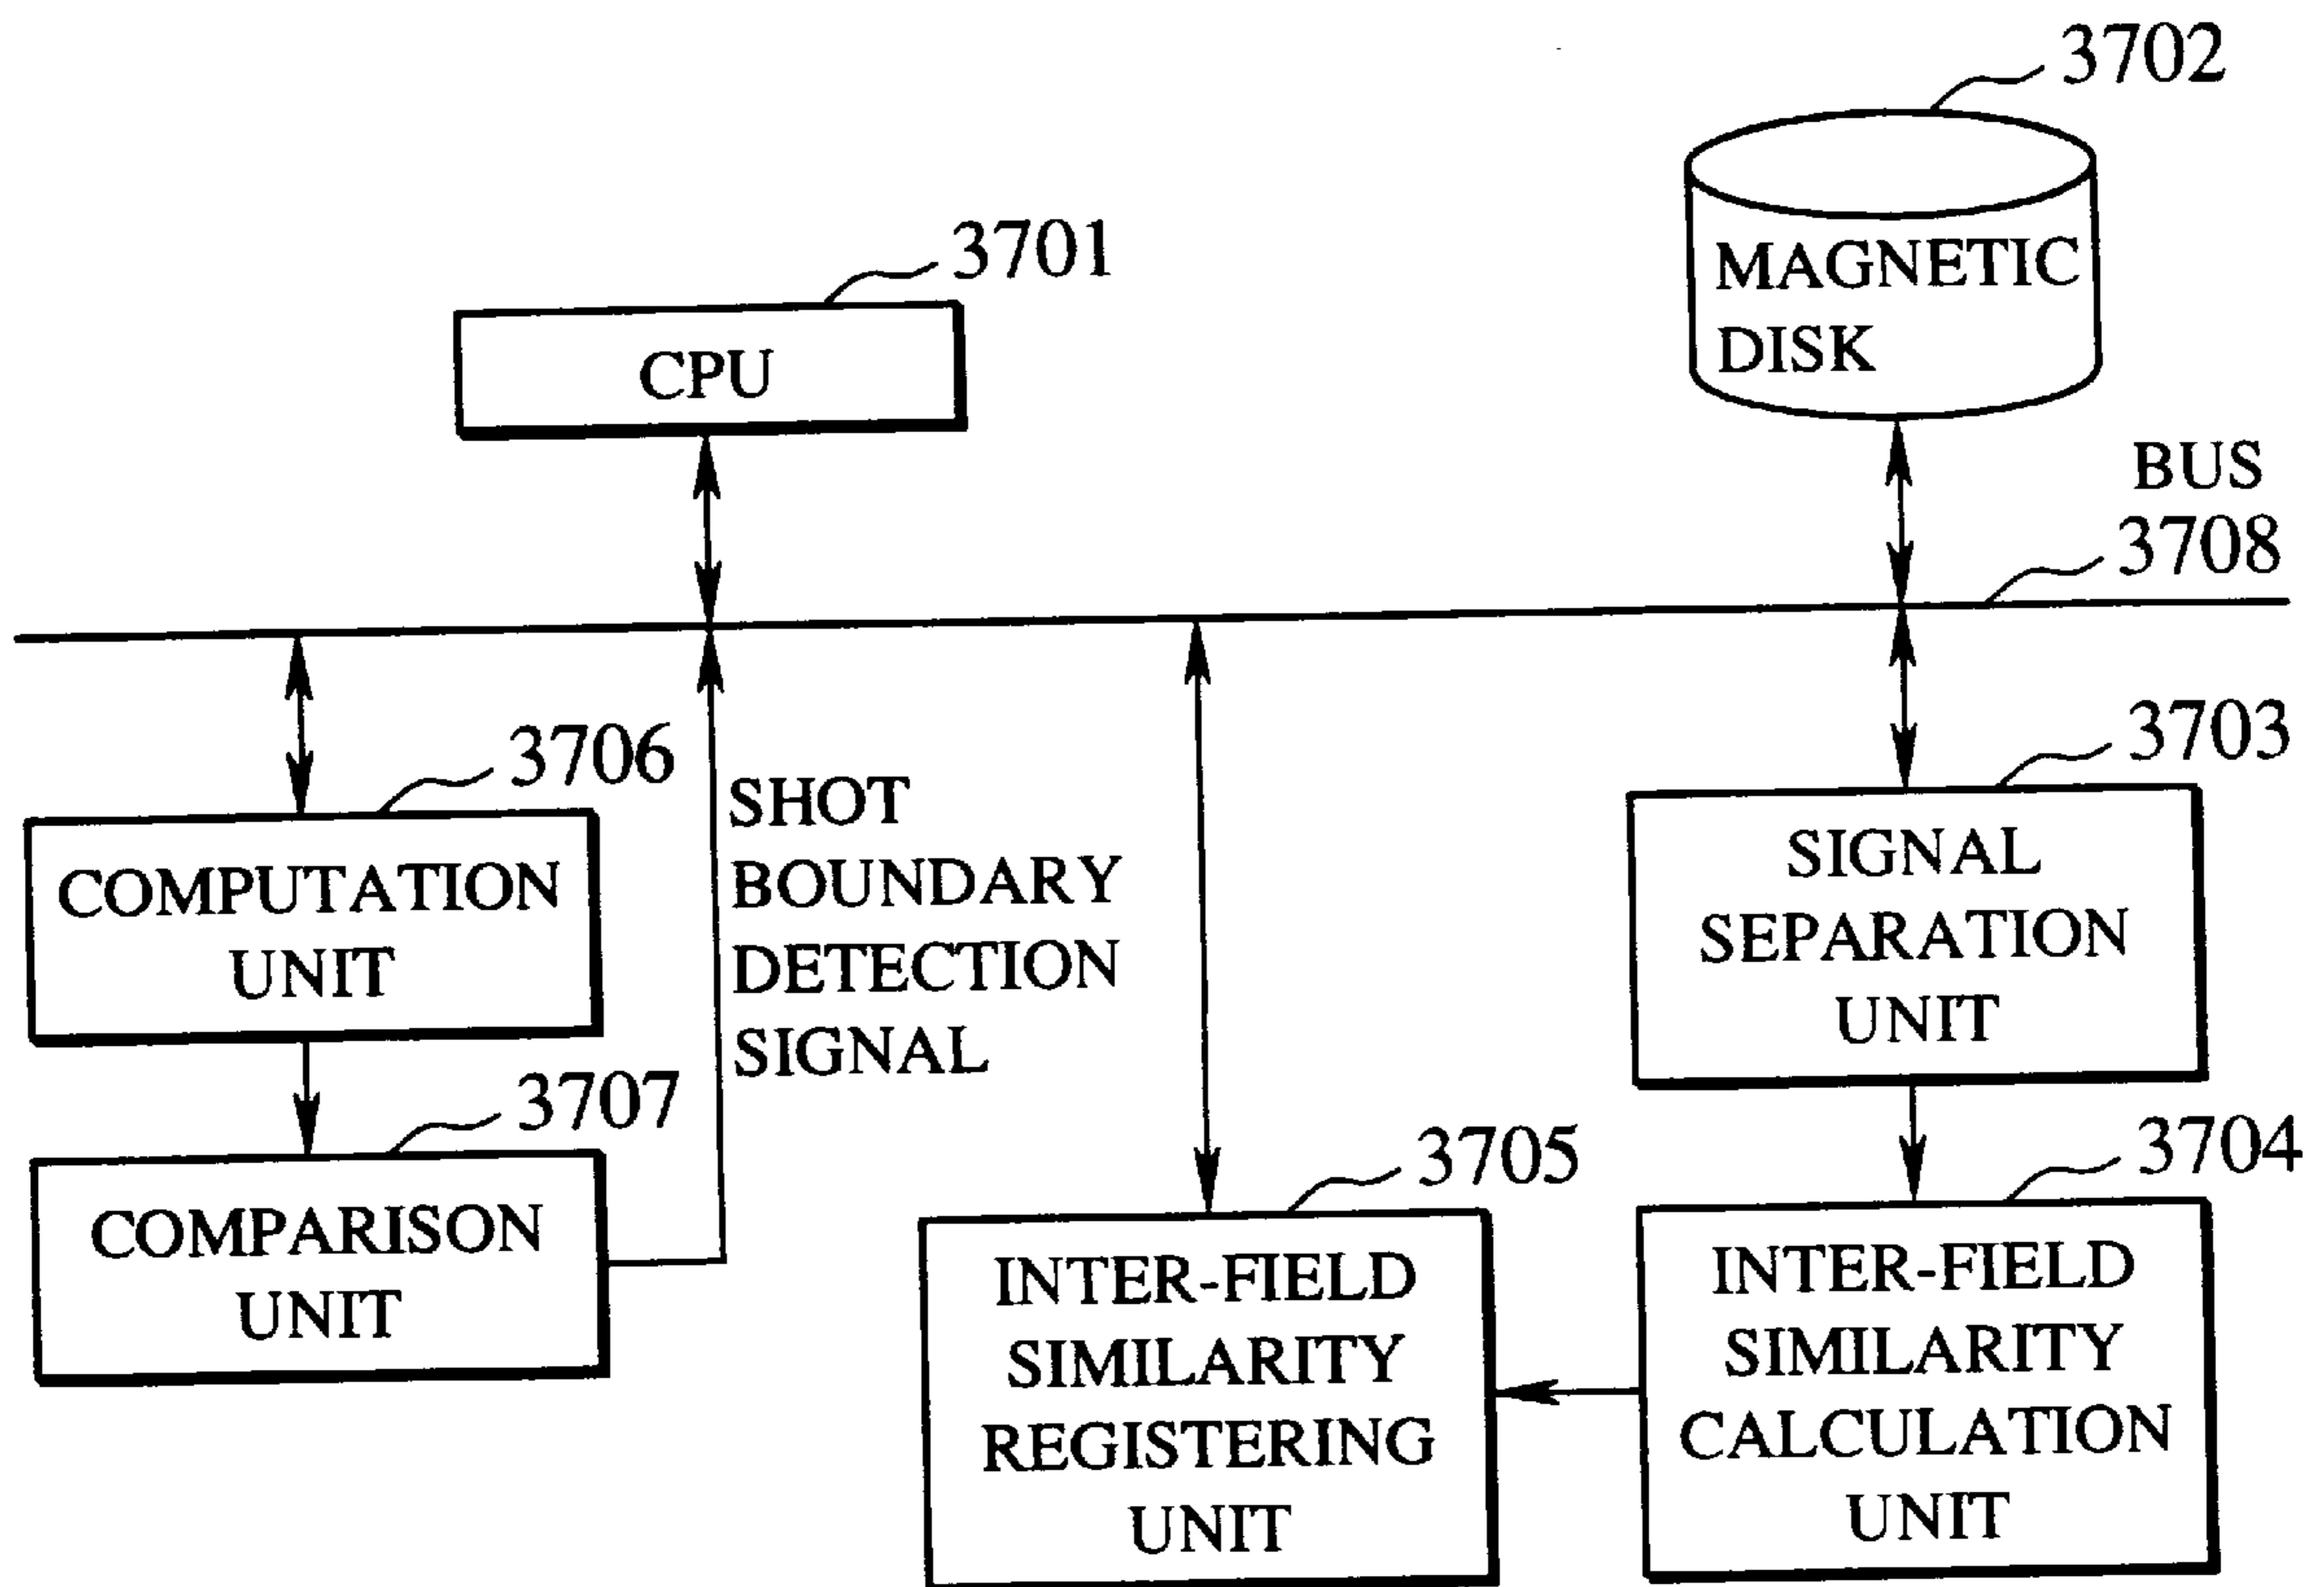 3702
MAGNETIC
DISK
3701
CPU
BUS
3708
3706
COMPUTATION
UNIT
SHOT
BOUNDARY
DETECTION
SIGNAL
3703
SIGNAL
SEPARATION
UNIT
3707
COMPARISON
UNIT
3705
INTER-FIELD
SIMILARITY
REGISTERING
UNIT
3704
INTER-FIELD
SIMILARITY
CALCULATION
UNIT